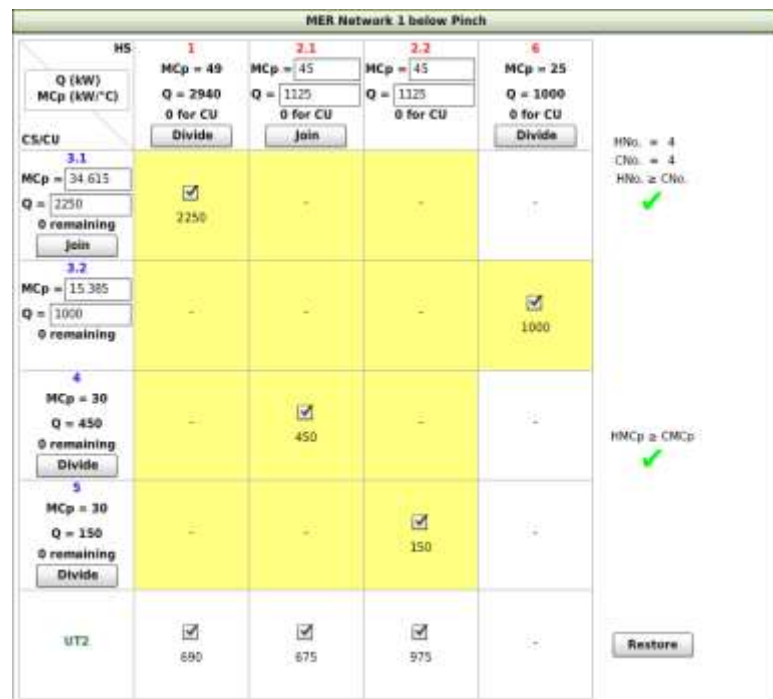 MER Network 1 below Pinch
HS 1 2.1 2.2 6
Q (kW)
MCp (kW/°C)
MCp = 49 MCp = 45 MCp = 45 MCp = 25
Q = 2940 Q = 1125 Q = 1125 Q = 1000
0 for CU 0 for CU 0 for CU 0 for CU
CS/CU Divide Join Divide
HNo. = 4
CNo. = 4
HNo. ≥ CNo.
3.1
MCp = 34.615
Q = 2250
0 remaining
Join
2250 - - -
3.2
MCp = 15.385
Q = 1000
0 remaining
- - - 1000
4
MCp = 30
Q = 450
0 remaining
Divide
- 450 - -
HMCp ≥ CMCp
5
MCp = 30
Q = 150
0 remaining
Divide
- - 150 -
UT2 690 675 975 -
Restore